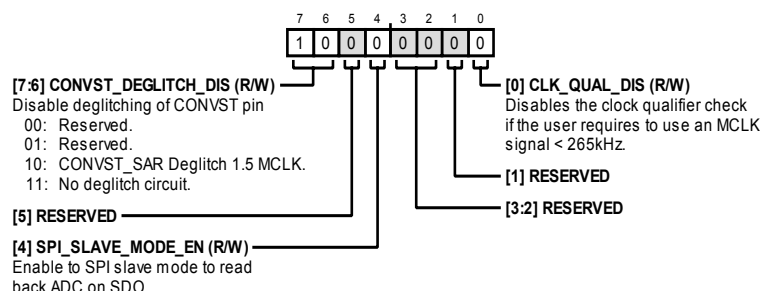 7 6 5 4 3 2 1 0
1 0 0 0 0 0 0 0
[7:6] CONVST_DEGLITCH_DIS (R/W)
Disable deglitching of CONVST pin
00: Reserved.
01: Reserved.
10: CONVST_SAR Deglitch 1.5 MCLK.
11: No deglitch circuit.
[5] RESERVED
[4] SPI_SLAVE_MODE_EN (R/W)
Enable to SPI slave mode to read
back ADC on SDO.
[0] CLK_QUAL_DIS (R/W)
Disables the clock qualifier check
if the user requires to use an MCLK
signal < 265kHz.
[1] RESERVED
[3:2] RESERVED